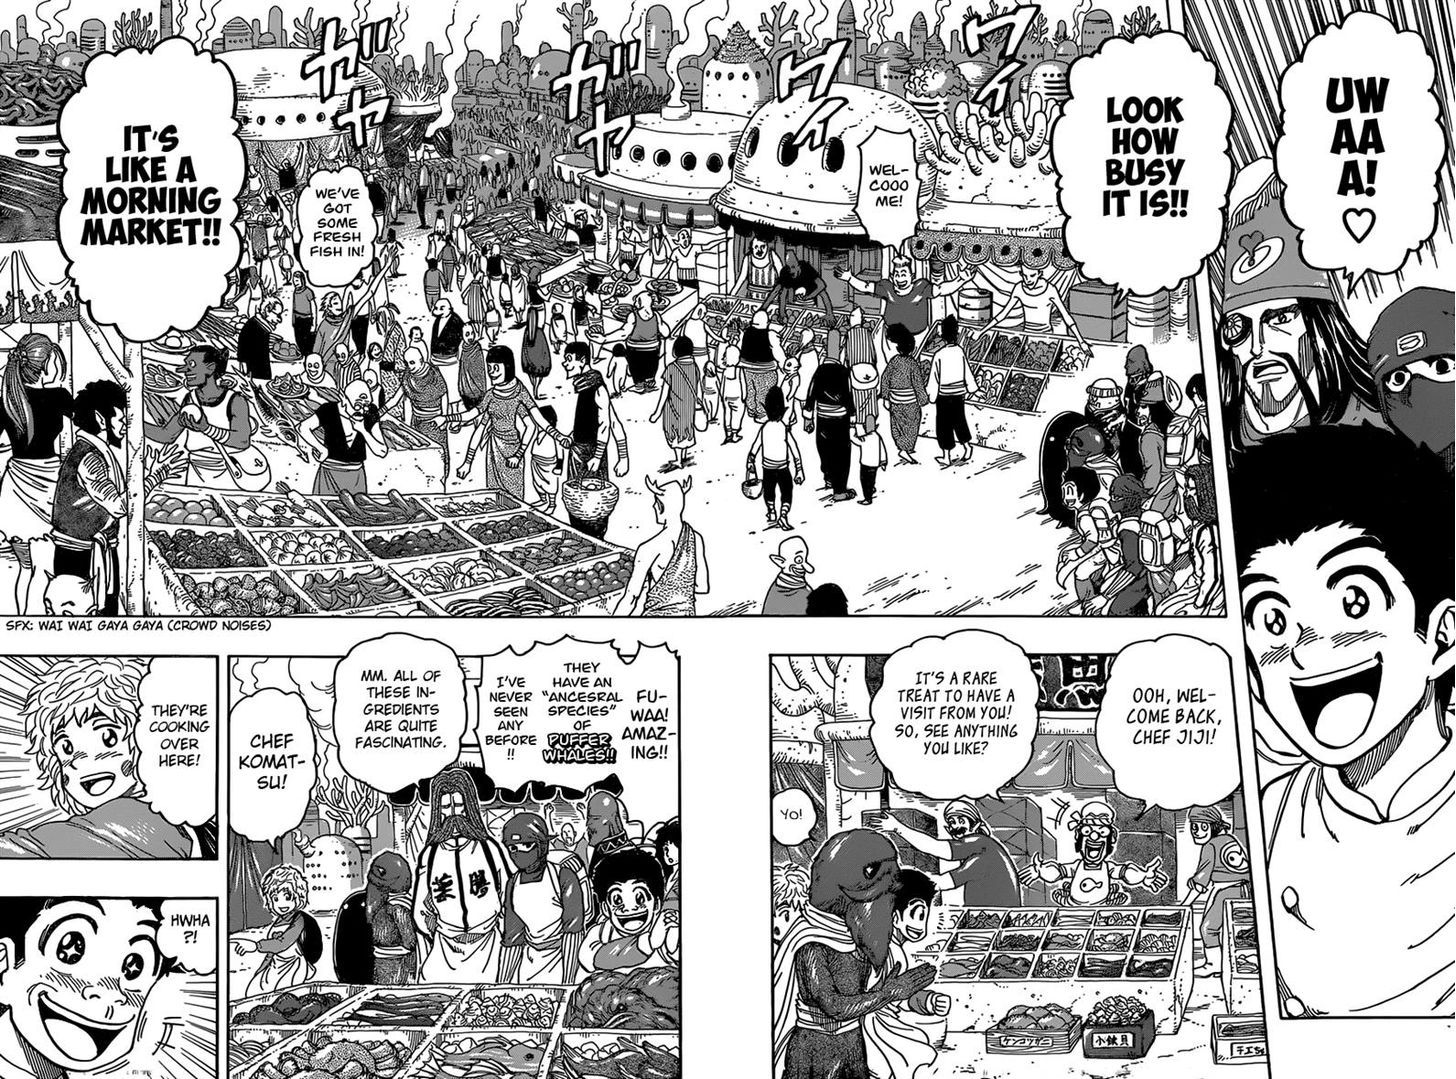 UW
AA
A!
♡
LOOK
HOW
BUSY
IT IS!!
ワイ
ワイ
WEL-
COOO
ME!
ガヤ
ガヤ
WE'VE
GOT
SOME
FRESH
FISH IN!
IT'S
LIKE A
MORNING
MARKET!!
SFX: WAI WAI GAYA GAYA (CROWD NOISES)
OOH, WEL-
COME BACK,
CHEF JIJI!
IT'S A RARE
TREAT TO HAVE A
VISIT FROM YOU!
SO, SEE ANYTHING
YOU LIKE?
YO!
小鉄貝
FU-
WAA!
AMAZ-
ING!!
THEY
HAVE AN
"ANCESRAL
SPECIES"
OF
PUFFER
WHALES!!
I'VE
NEVER
SEEN
ANY
BEFORE
!!
MM. ALL OF
THESE IN-
GREDIENTS
ARE QUITE
FASCINATING.
CHEF
KOMAT-
SU!
THEY'RE
COOKING
OVER
HERE!
HWHA
?!